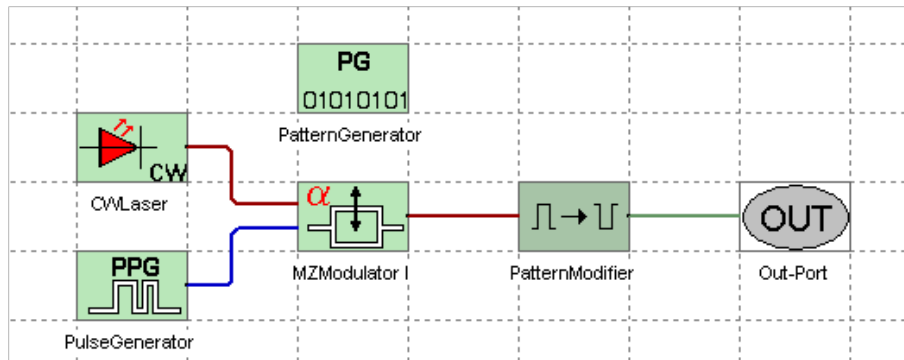 PG
01010101
PatternGenerator
CW
CWLaser
α
MZModulator I
PatternModifier
OUT
Out-Port
PPG
PulseGenerator